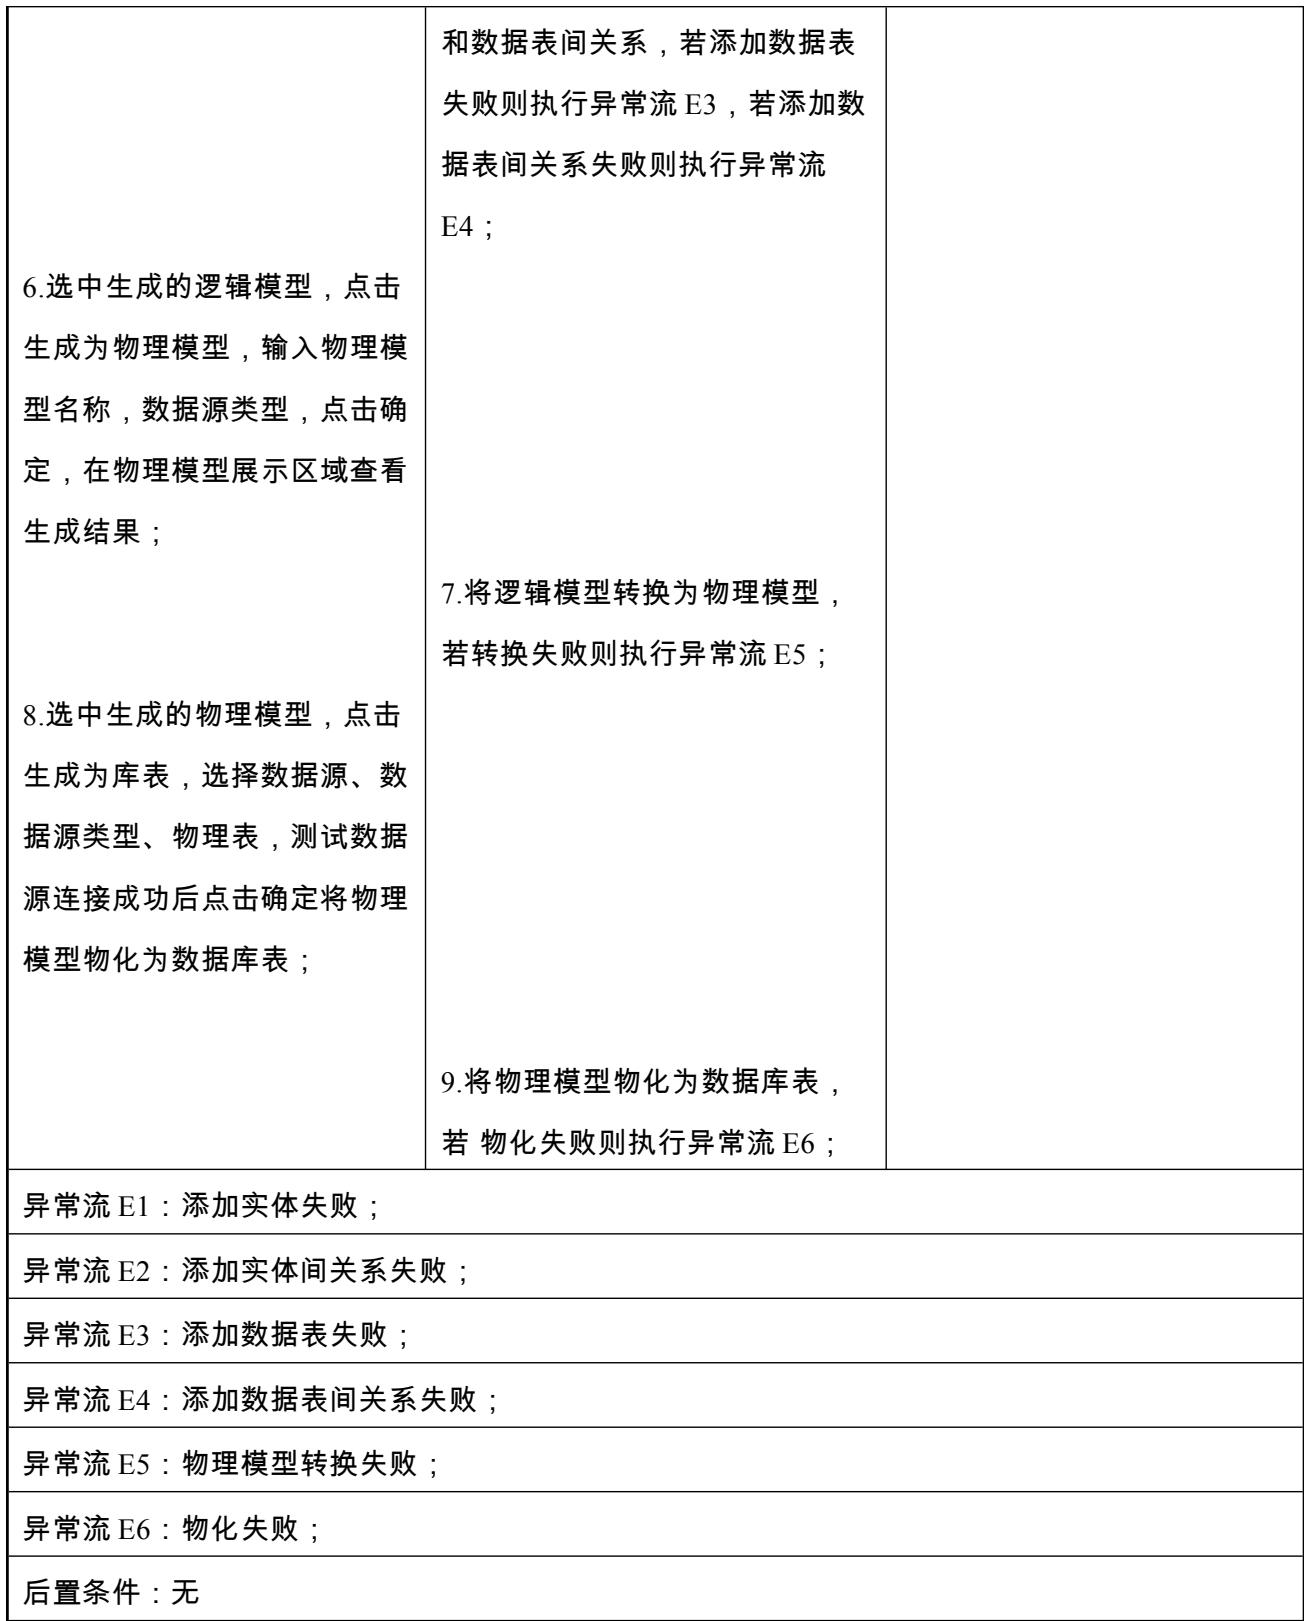 和数据表间关系，若添加数据表
失败则执行异常流 E3，若添加数
据表间关系失败则执行异常流
E4；
6.选中生成的逻辑模型，点击
生成为物理模型，输入物理模
型名称，数据源类型，点击确
定，在物理模型展示区域查看
生成结果；
7.将逻辑模型转换为物理模型，
若转换失败则执行异常流 E5；
8.选中生成的物理模型，点击
生成为库表，选择数据源、数
据源类型、物理表，测试数据
源连接成功后点击确定将物理
模型物化为数据库表；
9.将物理模型物化为数据库表，
若 物化失败则执行异常流 E6；
异常流 E1：添加实体失败；
异常流 E2：添加实体间关系失败；
异常流 E3：添加数据表失败；
异常流 E4：添加数据表间关系失败；
异常流 E5：物理模型转换失败；
异常流 E6：物化失败；
后置条件：无